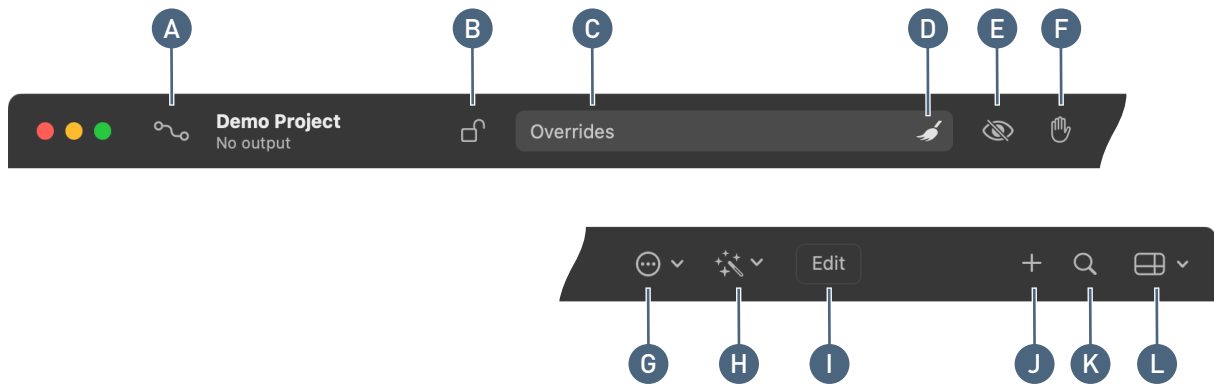 A B C D E F
Demo Project
No output
Overrides
Edit
G H I J K L